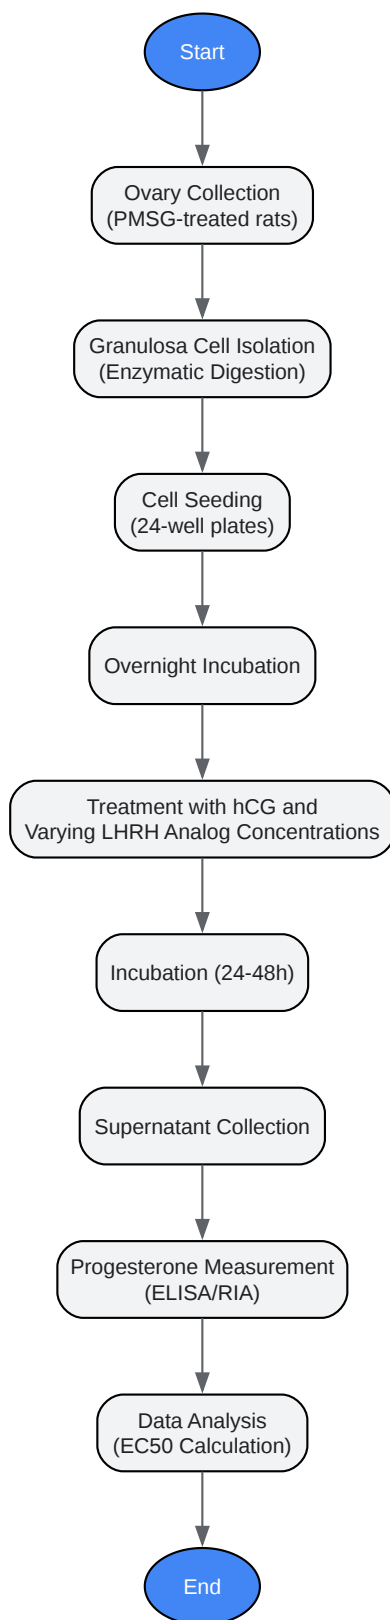 Start
Ovary Collection
(PMSG-treated rats)
Granulosa Cell Isolation
(Enzymatic Digestion)
Cell Seeding
(24-well plates)
Overnight Incubation
Treatment with hCG and
Varying LHRH Analog Concentrations
Incubation (24-48h)
Supernatant Collection
Progesterone Measurement
(ELISA/RIA)
Data Analysis
(EC50 Calculation)
End